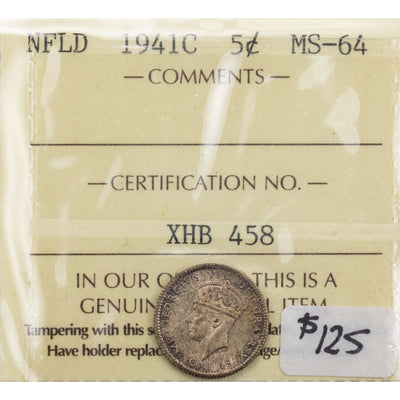 NFLD 1941C 5¢ MS-64
— COMMENTS —
— CERTIFICATION NO. —
XHB 458
IN OUR THIS IS A
ITEM
Tampering with this
Have holder
$125